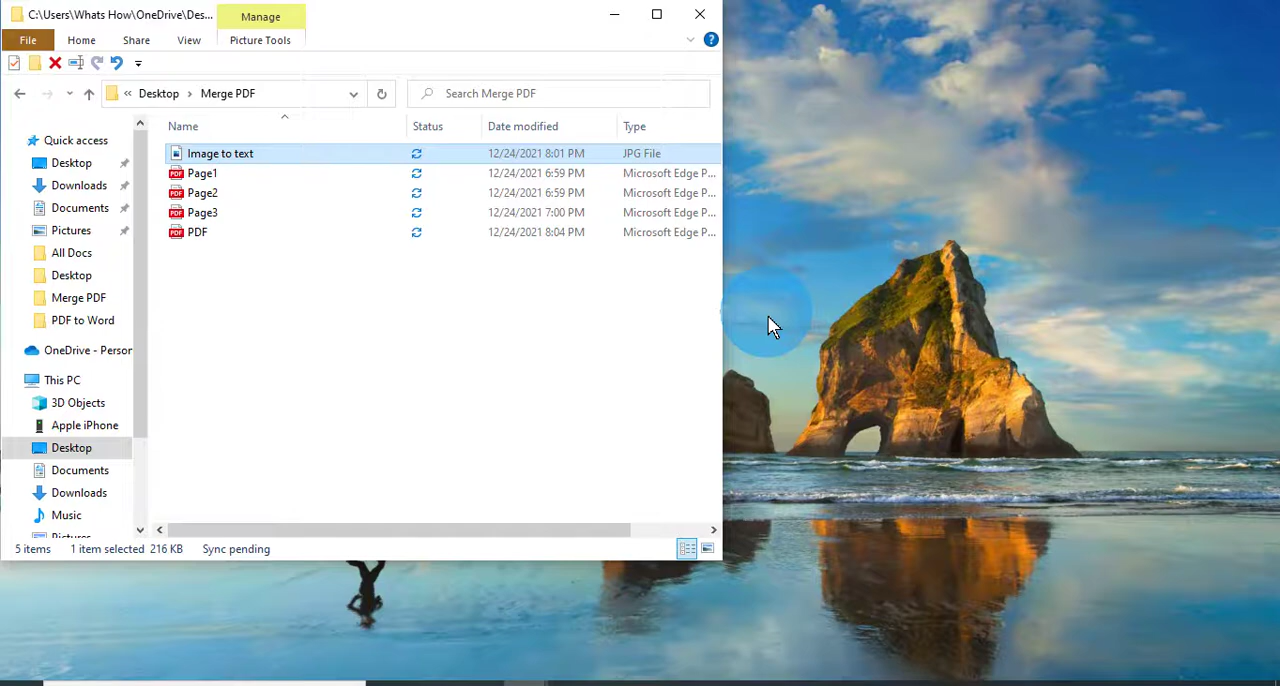 C:\Users\Whats How\OneDrive\Des...
Manage
File
Home
Share
View
Picture Tools
?
« Desktop > Merge PDF
Search Merge PDF
Name
Status
Date modified
Type
Quick access
Desktop
Downloads
Documents
Pictures
All Docs
Desktop
Merge PDF
PDF to Word
OneDrive - Person
This PC
3D Objects
Apple iPhone
Desktop
Documents
Downloads
Music
Pictures
Image to text 12/24/2021 8:01 PM JPG File
PDF Page1 12/24/2021 6:59 PM Microsoft Edge P...
PDF Page2 12/24/2021 6:59 PM Microsoft Edge P...
PDF Page3 12/24/2021 7:00 PM Microsoft Edge P...
PDF PDF 12/24/2021 8:04 PM Microsoft Edge P...
5 items 1 item selected 216 KB Sync pending